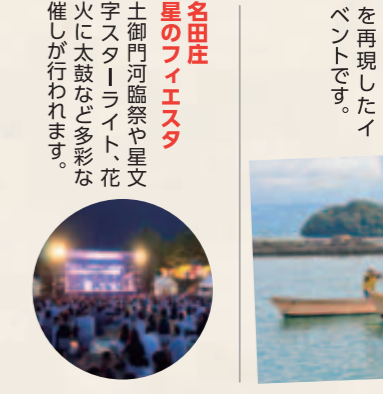 を再現したイ
ベントです。
名田庄
星のフィエスタ
土御門河臨祭や星文
字スターライト、花
火に太鼓など多彩な
催しが行われます。